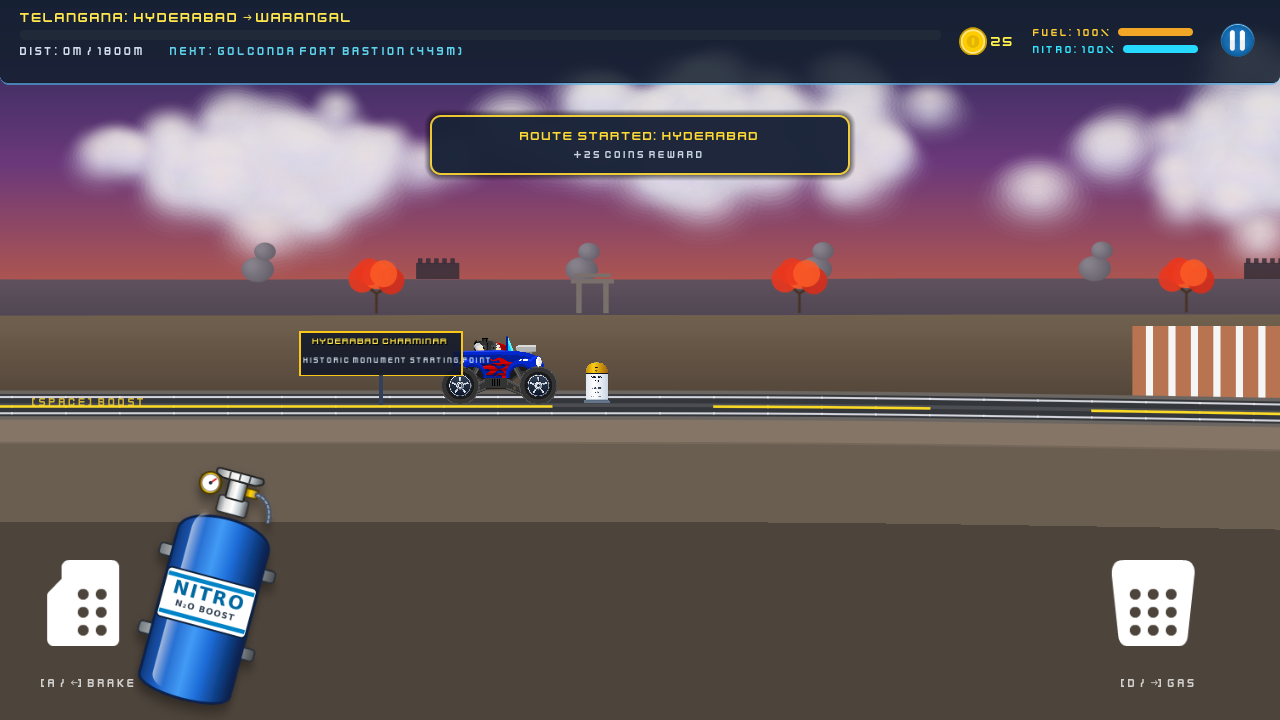 TELANGANA: HYDERABAD → WARANGAL
DIST: 0M / 1800M
NEXT: GOLCONDA FORT BASTION (449M)
25
FUEL: 100%
NITRO: 100%
ROUTE STARTED: HYDERABAD
+25 COINS REWARD
HYDERABAD CHARMINAR
HISTORIC MONUMENT STARTING POINT
[SPACE] BOOST
NITRO
N₂O BOOST
[A / ←] BRAKE
[D / →] GAS